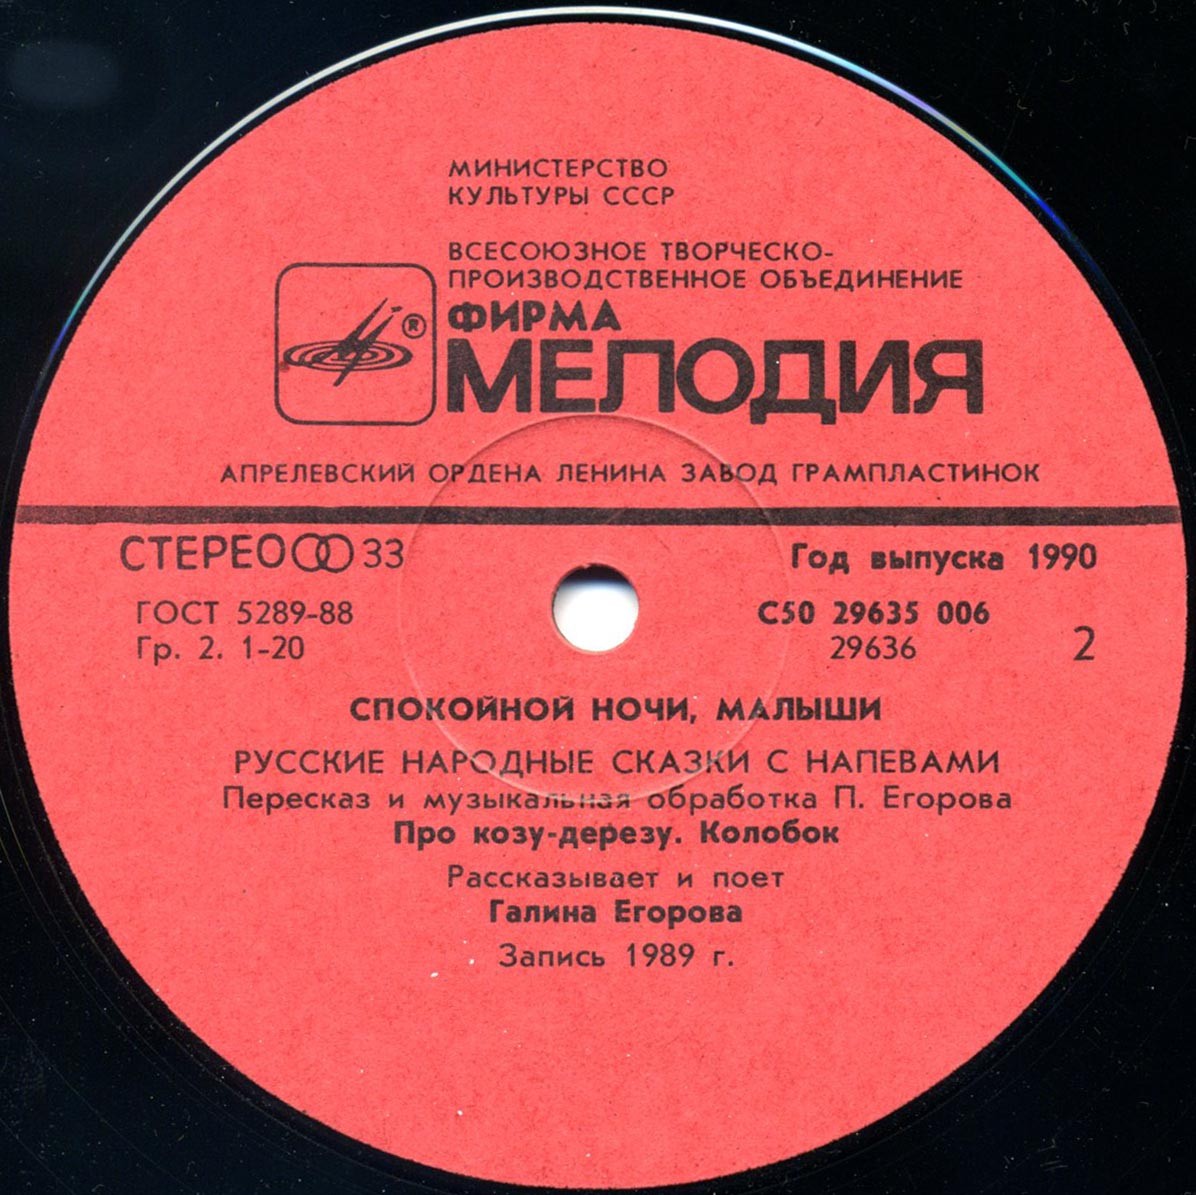 МИНИСТЕРСТВО
КУЛЬТУРЫ СССР
ВСЕСОЮЗНОЕ ТВОРЧЕСКО-
ПРОИЗВОДСТВЕННОЕ ОБЪЕДИНЕНИЕ
®
ФИРМА
МЕЛОДИЯ
АПРЕЛЕВСКИЙ ОРДЕНА ЛЕНИНА ЗАВОД ГРАМПЛАСТИНОК
СТЕРЕО 33
Год выпуска 1990
ГОСТ 5289-88
С50 29635 006
Гр. 2. 1-20
29636
2
СПОКОЙНОЙ НОЧИ, МАЛЫШИ
РУССКИЕ НАРОДНЫЕ СКАЗКИ С НАПЕВАМИ
Пересказ и музыкальная обработка П. Егорова
Про козу-дерезу. Колобок
Рассказывает и поет
Галина Егорова
Запись 1989 г.